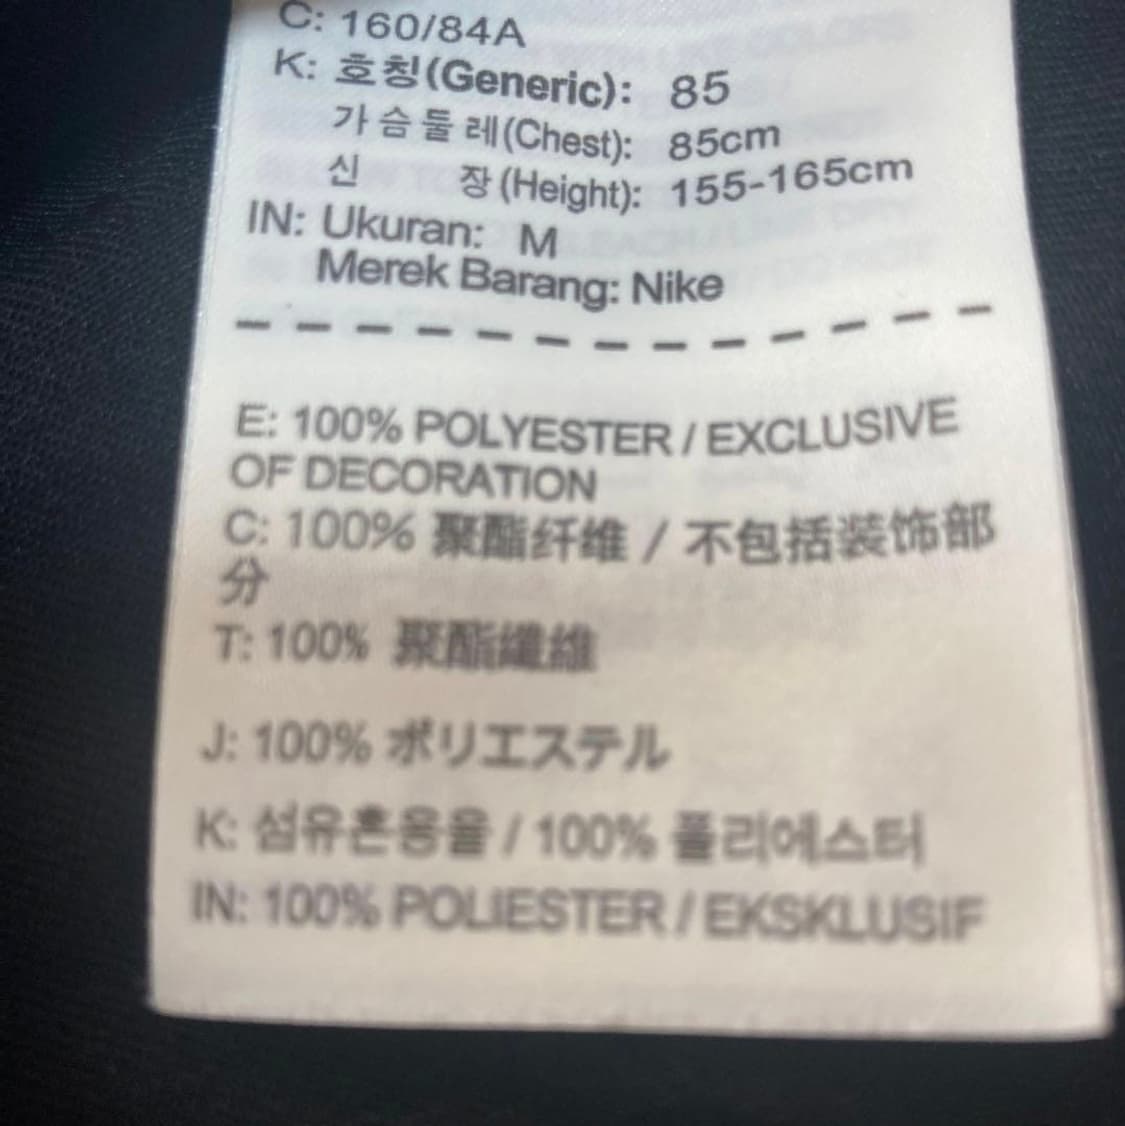 C: 160/84A
K: 호칭(Generic): 85
가슴둘레(Chest): 85cm
신 장(Height): 155-165cm
IN: Ukuran: M
Merek Barang: Nike
E: 100% POLYESTER / EXCLUSIVE
OF DECORATION
C: 100% 聚酯纤维 / 不包括装饰部
分
T: 100% 聚酯纖維
J: 100% ポリエステル
K: 섬유혼용율 / 100% 폴리에스터
IN: 100% POLIESTER / EKSKLUSIF